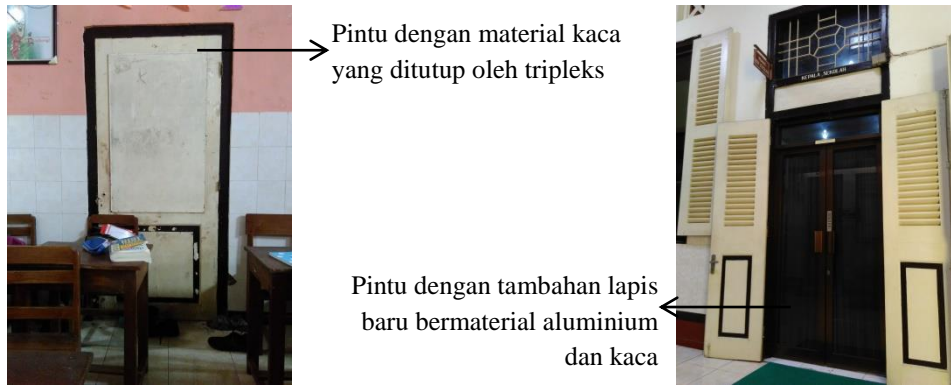 Pintu dengan material kaca
yang ditutup oleh tripleks
KEPALA SEKOLAH
Pintu dengan tambahan lapis
baru bermaterial aluminium
dan kaca